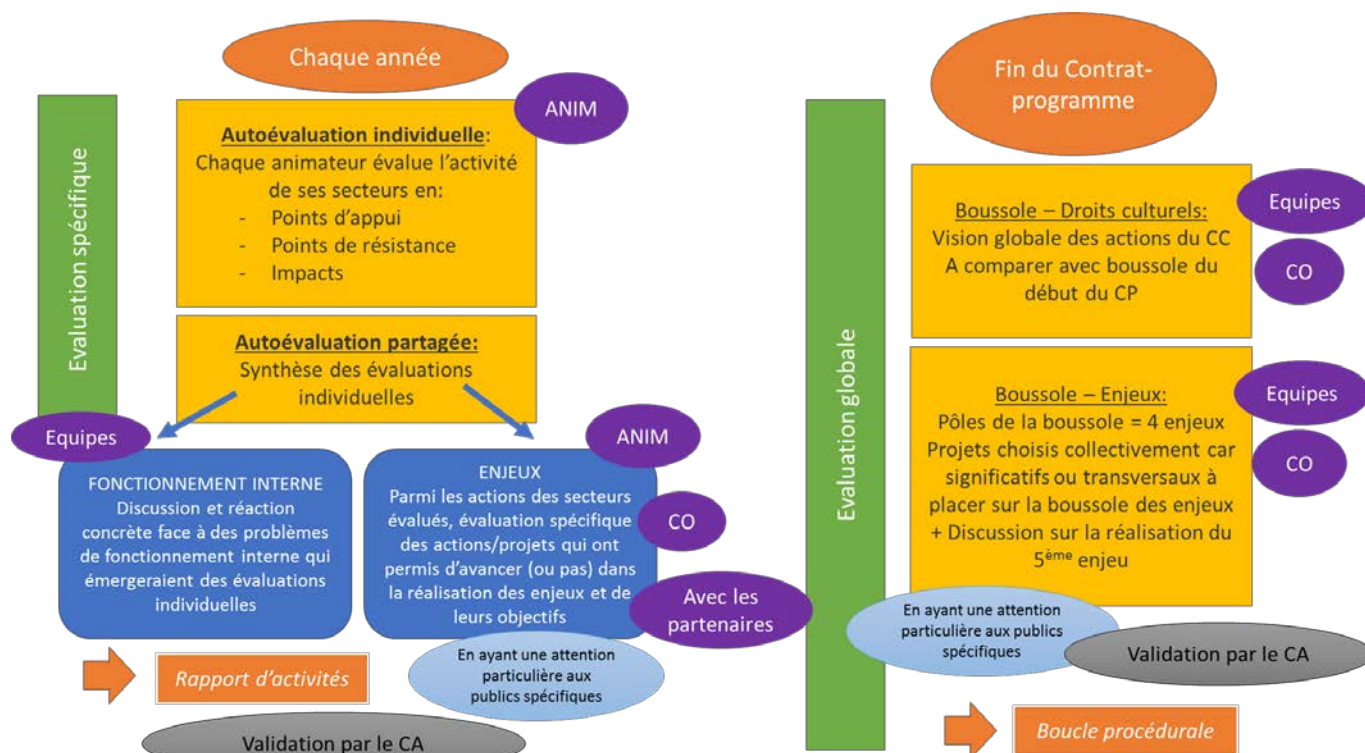 Chaque année
ANIM
Evaluation spécifique
Autoévaluation individuelle:
Chaque animateur évalue l’activité
de ses secteurs en:
- Points d’appui
- Points de résistance
- Impacts
Autoévaluation partagée:
Synthèse des évaluations
individuelles
Equipes
FONCTIONNEMENT INTERNE
Discussion et réaction
concrète face à des problèmes
de fonctionnement interne qui
émergeraient des évaluations
individuelles
ANIM
CO
Avec les
partenaires
ENJEUX
Parmi les actions des secteurs
évalués, évaluation spécifique
des actions/projets qui ont
permis d’avancer (ou pas) dans
la réalisation des enjeux et de
leurs objectifs
En ayant une attention
particulière aux
publics spécifiques
Rapport d’activités
Validation par le CA
Fin du Contrat-
programme
Evaluation globale
Boussole – Droits culturels:
Vision globale des actions du CC
A comparer avec boussole du
début du CP
Equipes
CO
Boussole – Enjeux:
Pôles de la boussole = 4 enjeux
Projets choisis collectivement car
significatifs ou transversaux à
placer sur la boussole des enjeux
+ Discussion sur la réalisation du
5ème enjeu
Equipes
CO
En ayant une attention
particulière aux publics
spécifiques
Validation par le CA
Boucle procédurale